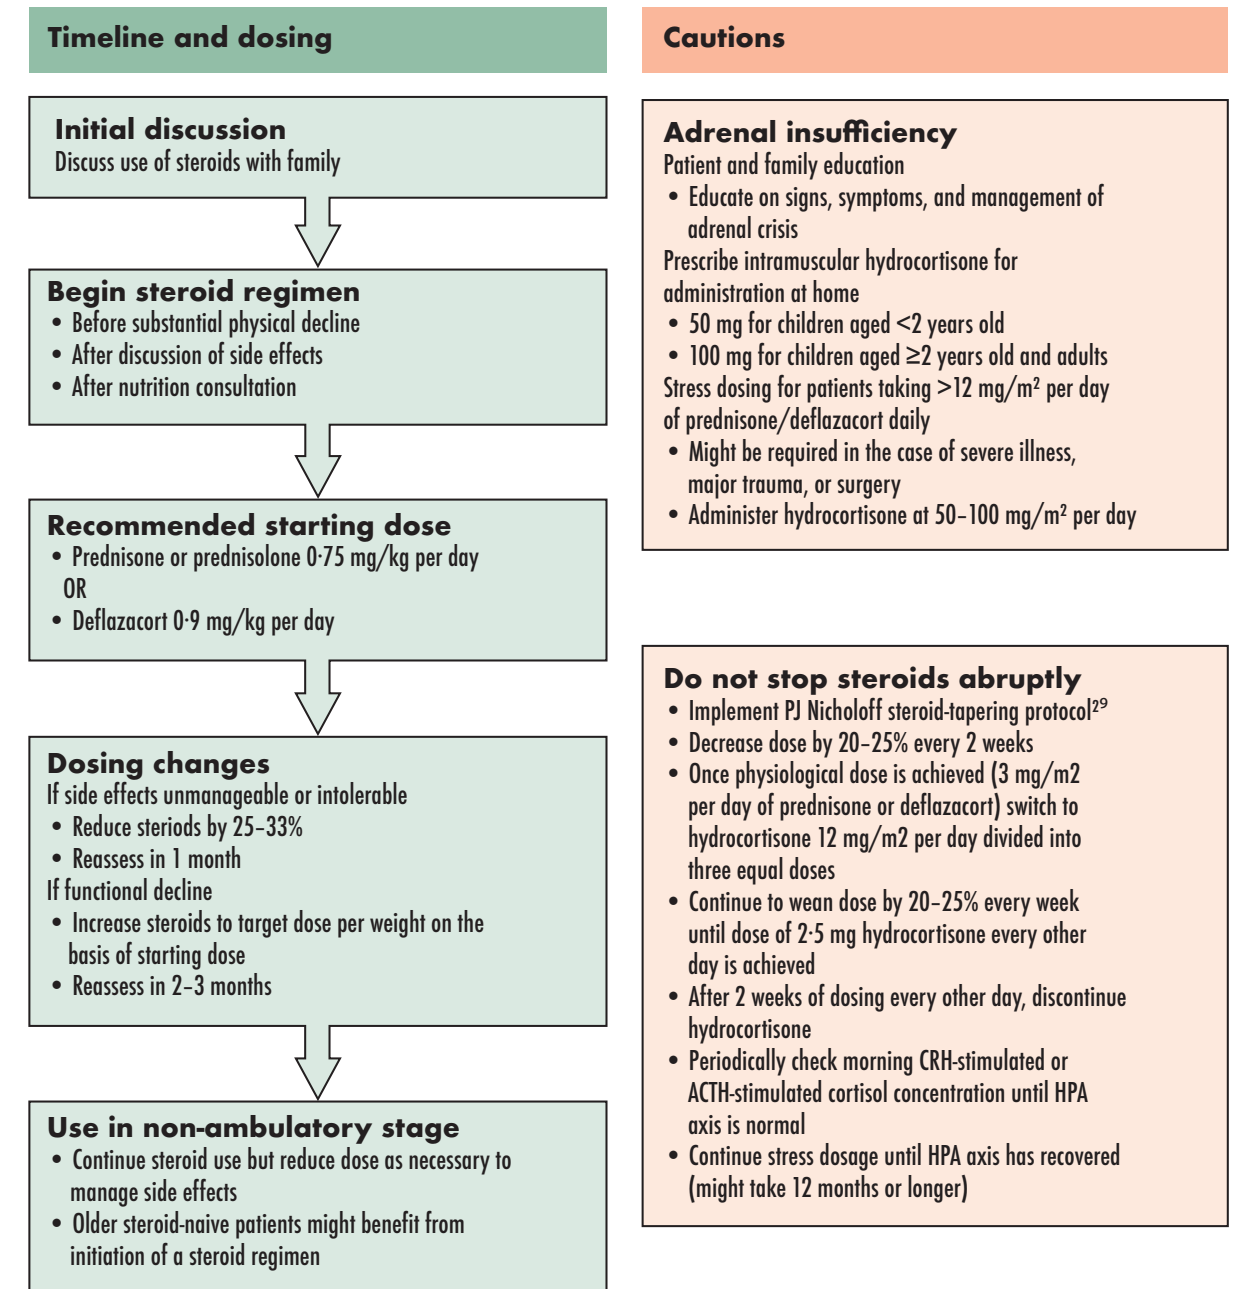 Timeline and dosing
Initial discussion
Discuss use of steroids with family
Begin steroid regimen
• Before substantial physical decline
• After discussion of side effects
• After nutrition consultation
Recommended starting dose
• Prednisone or prednisolone 0·75 mg/kg per day
OR
• Deflazacort 0·9 mg/kg per day
Dosing changes
If side effects unmanageable or intolerable
• Reduce steriods by 25–33%
• Reassess in 1 month
If functional decline
• Increase steroids to target dose per weight on the
basis of starting dose
• Reassess in 2–3 months
Use in non-ambulatory stage
• Continue steroid use but reduce dose as necessary to
manage side effects
• Older steroid-naive patients might benefit from
initiation of a steroid regimen
Cautions
Adrenal insufficiency
Patient and family education
• Educate on signs, symptoms, and management of
adrenal crisis
Prescribe intramuscular hydrocortisone for
administration at home
• 50 mg for children aged <2 years old
• 100 mg for children aged ≥2 years old and adults
Stress dosing for patients taking >12 mg/m² per day
of prednisone/deflazacort daily
• Might be required in the case of severe illness,
major trauma, or surgery
• Administer hydrocortisone at 50–100 mg/m² per day
Do not stop steroids abruptly
• Implement PJ Nicholoff steroid-tapering protocol²⁹
• Decrease dose by 20–25% every 2 weeks
• Once physiological dose is achieved (3 mg/m2
per day of prednisone or deflazacort) switch to
hydrocortisone 12 mg/m2 per day divided into
three equal doses
• Continue to wean dose by 20–25% every week
until dose of 2·5 mg hydrocortisone every other
day is achieved
• After 2 weeks of dosing every other day, discontinue
hydrocortisone
• Periodically check morning CRH-stimulated or
ACTH-stimulated cortisol concentration until HPA
axis is normal
• Continue stress dosage until HPA axis has recovered
(might take 12 months or longer)